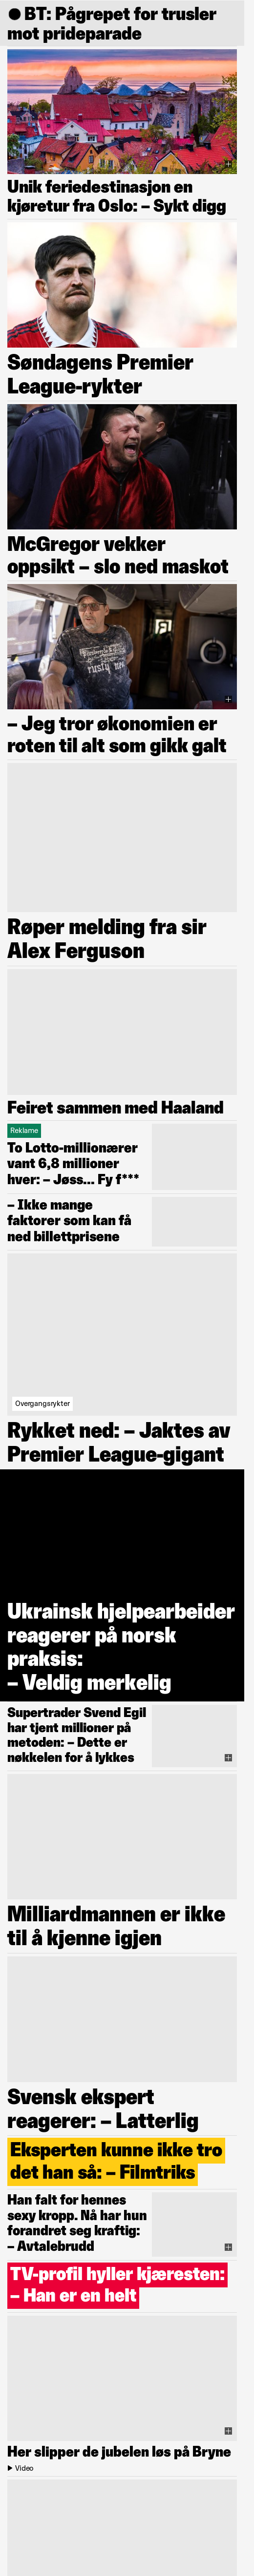 ● BT: Pågrepet for trusler
mot prideparade
Unik feriedestinasjon en
kjøretur fra Oslo: – Sykt digg
Søndagens Premier
League-rykter
McGregor vekker
oppsikt – slo ned maskot
– Jeg tror økonomien er
roten til alt som gikk galt
Røper melding fra sir
Alex Ferguson
Feiret sammen med Haaland
Reklame
To Lotto-millionærer
vant 6,8 millioner
hver: – Jøss... Fy f***
– Ikke mange
faktorer som kan få
ned billettprisene
Overgangsrykter
Rykket ned: – Jaktes av
Premier League-gigant
Ukrainsk hjelpearbeider
reagerer på norsk
praksis:
– Veldig merkelig
Supertrader Svend Egil
har tjent millioner på
metoden: – Dette er
nøkkelen for å lykkes
Milliardmannen er ikke
til å kjenne igjen
Svensk ekspert
reagerer: – Latterlig
Eksperten kunne ikke tro
det han så: – Filmtriks
Han falt for hennes
sexy kropp. Nå har hun
forandret seg kraftig:
– Avtalebrudd
TV-profil hyller kjæresten:
– Han er en helt
Her slipper de jubelen løs på Bryne
Video